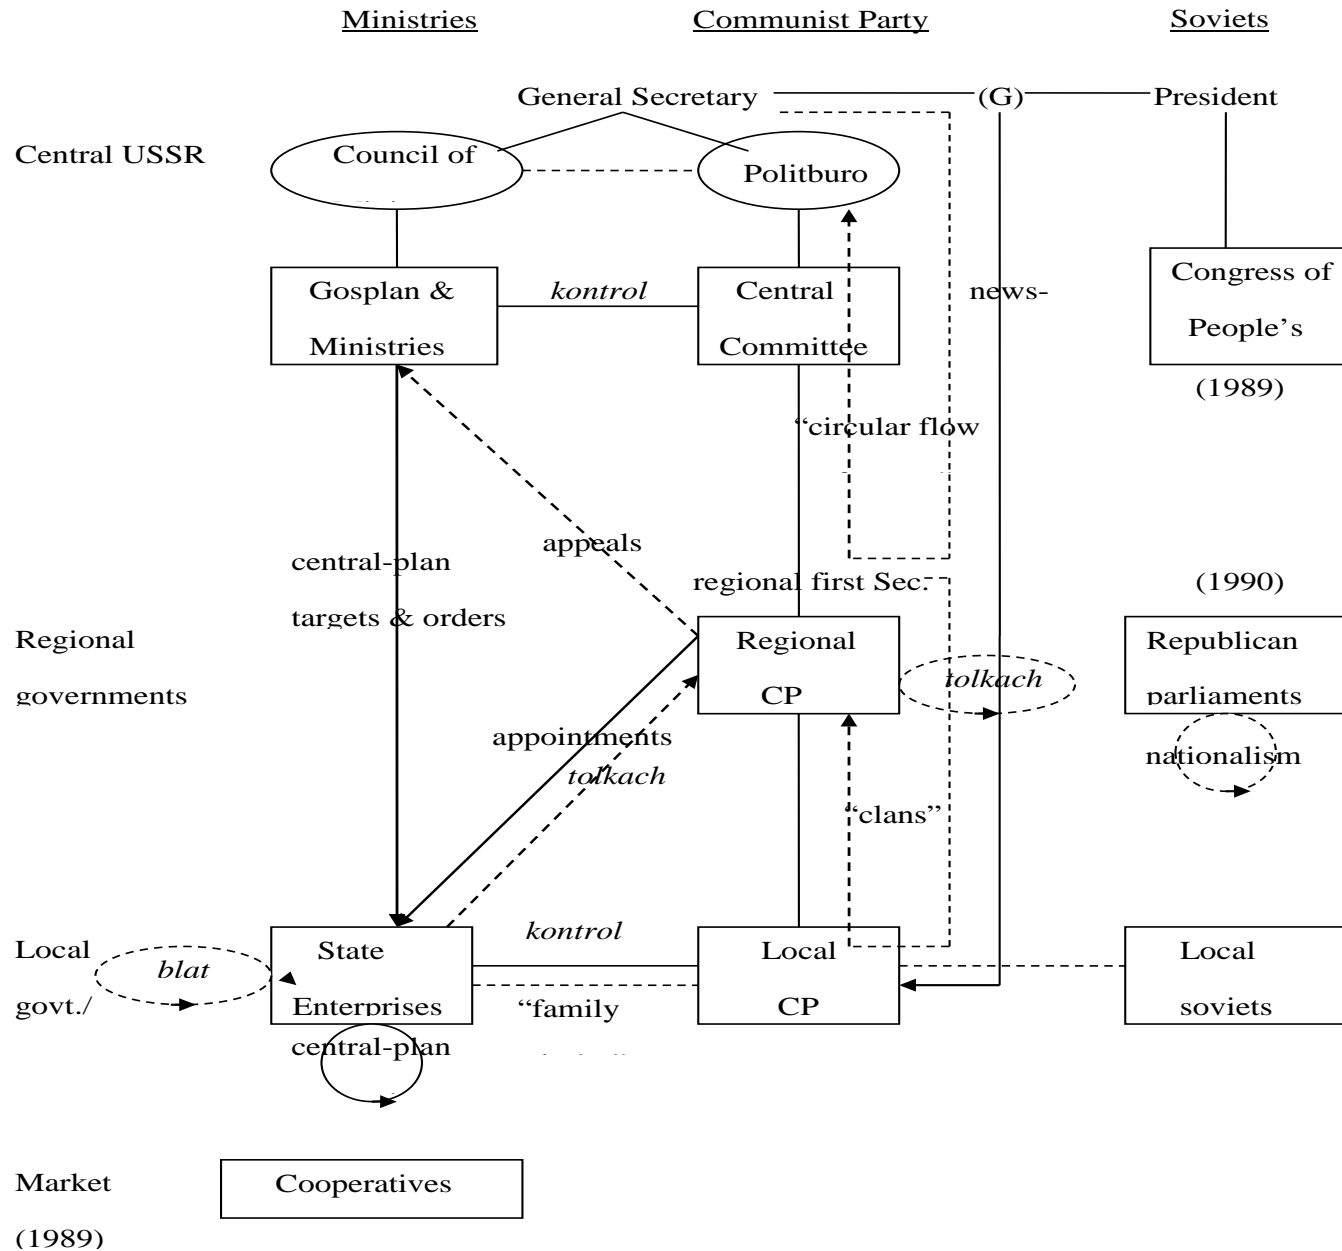 Ministries
Communist Party
Soviets
General Secretary
(G)
President
Central USSR
Council of
Politburo
Gosplan &
Ministries
kontrol
Central
Committee
news-
Congress of
People’s
(1989)
“circular flow
appeals
central-plan
targets & orders
regional first Sec.
(1990)
Regional
governments
Regional
CP
tolkach
Republican
parliaments
appointments
tolkach
nationalism
“clans”
Local
govt./
blat
State
Enterprises
kontrol
“family
Local
CP
Local
soviets
central-plan
Market
(1989)
Cooperatives